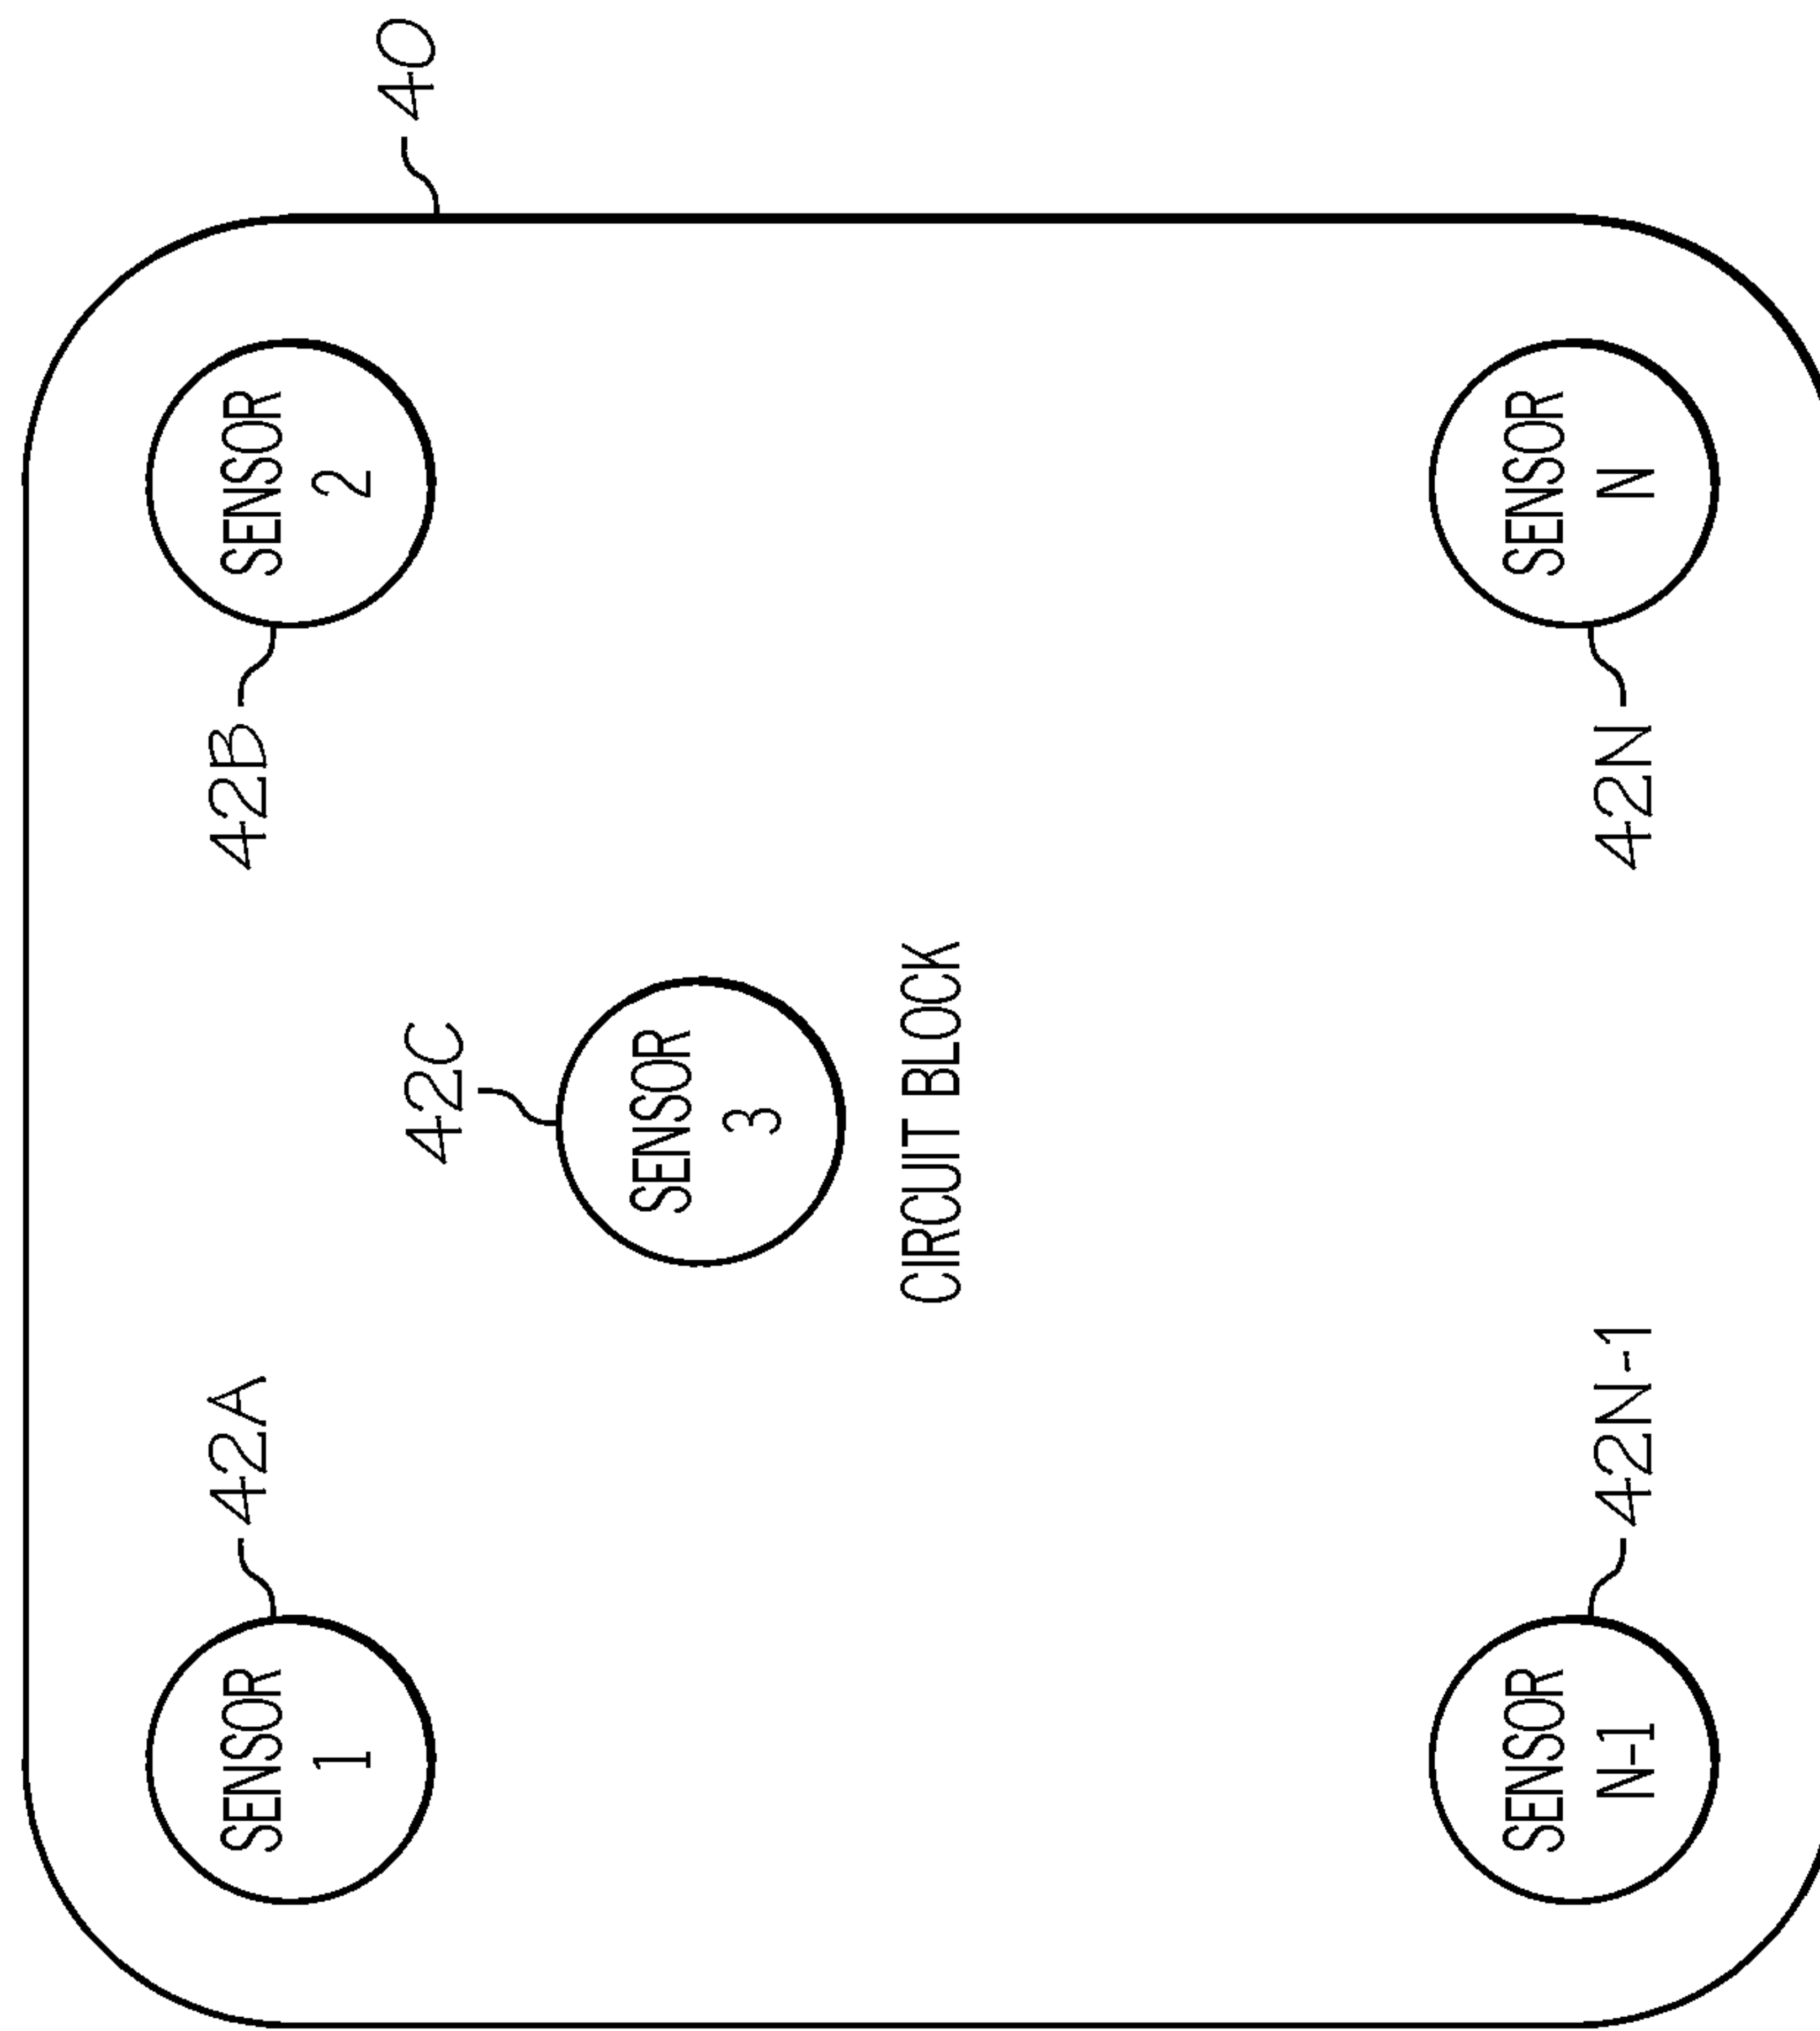 SENSOR
1
42A
42B
SENSOR
2
40
42C
SENSOR
3
CIRCUIT BLOCK
SENSOR
N-1
42N-1
42N
SENSOR
N